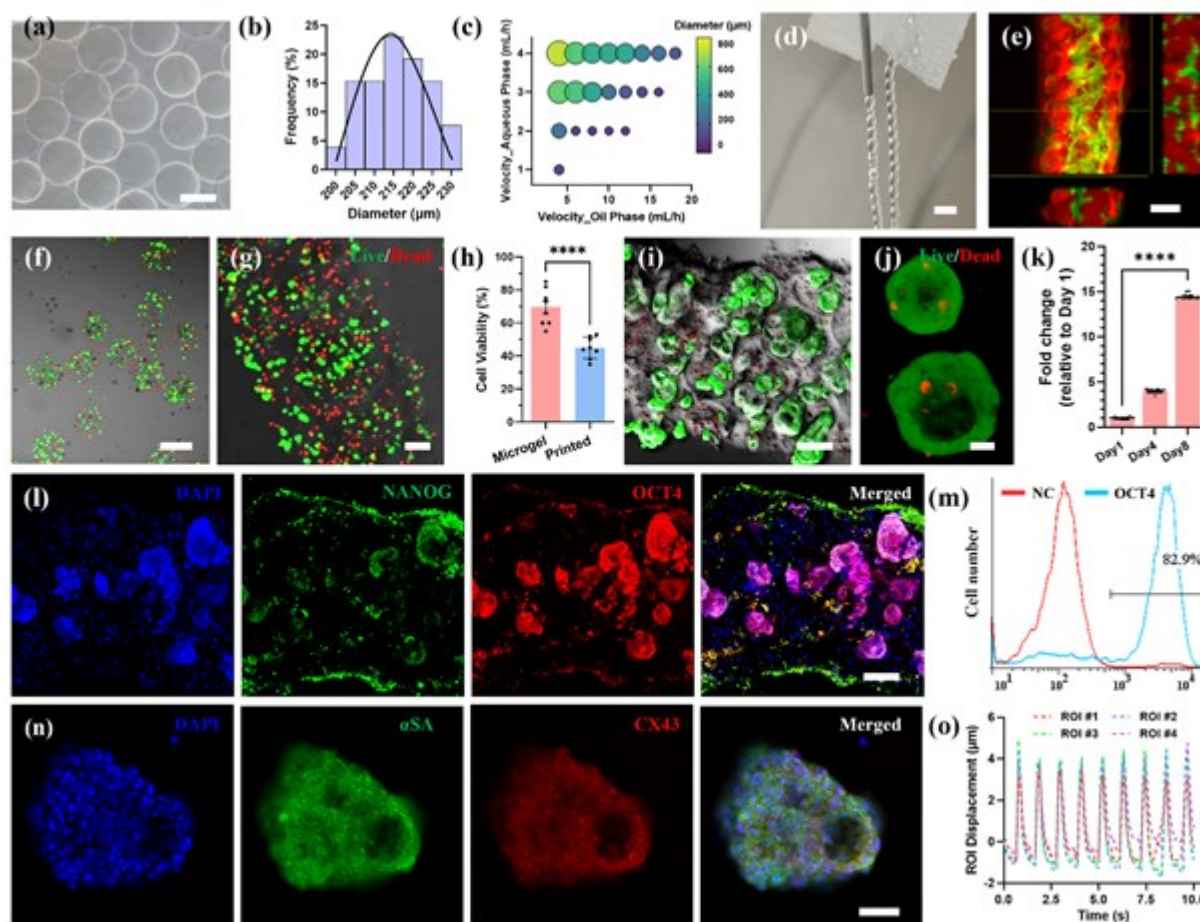 (a)
(b)
Frequency (%)
25
20
15
10
5
0
200 205 210 215 220 225 230
Diameter (µm)
(c)
Velocity_Aqueous Phase (mL/h)
4
3
2
1
0 5 10 15 20
Velocity_Oil Phase (mL/h)
Diameter (µm)
800
600
400
200
0
(d)
(e)
(f)
(g)
Live/Dead
(h)
Cell Viability (%)
100
80
60
40
20
0
****
Microgel Printed
(i)
(j)
Live/Dead
(k)
Fold change
(relative to Day 1)
20
15
10
5
0
****
Day1 Day4 Day8
(l)
DAPI
NANOG
OCT4
Merged
(m)
NC OCT4
Cell number
82.9%
10¹ 10² 10³ 10⁴
(n)
DAPI
αSA
CX43
Merged
(o)
ROI #1 ROI #2
ROI #3 ROI #4
ROI Displacement (µm)
6
4
2
0
-2
0.0 2.5 5.0 7.5 10.0
Time (s)